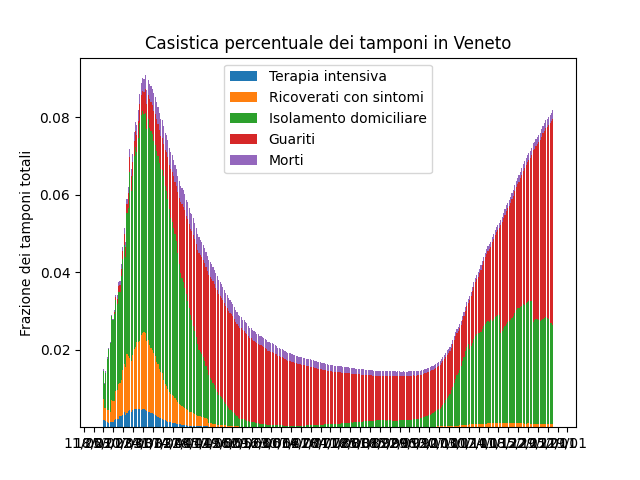 Casistica percentuale dei tamponi in Veneto
Terapia intensiva
Ricoverati con sintomi
Isolamento domiciliare
Guariti
Morti
Frazione dei tamponi totali
0.08
0.06
0.04
0.02